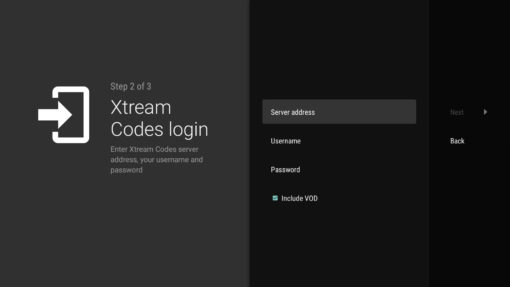 Step 2 of 3
Xtream
Codes login
Enter Xtream Codes server
address, your username and
password
Server address
Username
Password
Include VOD
Next
Back